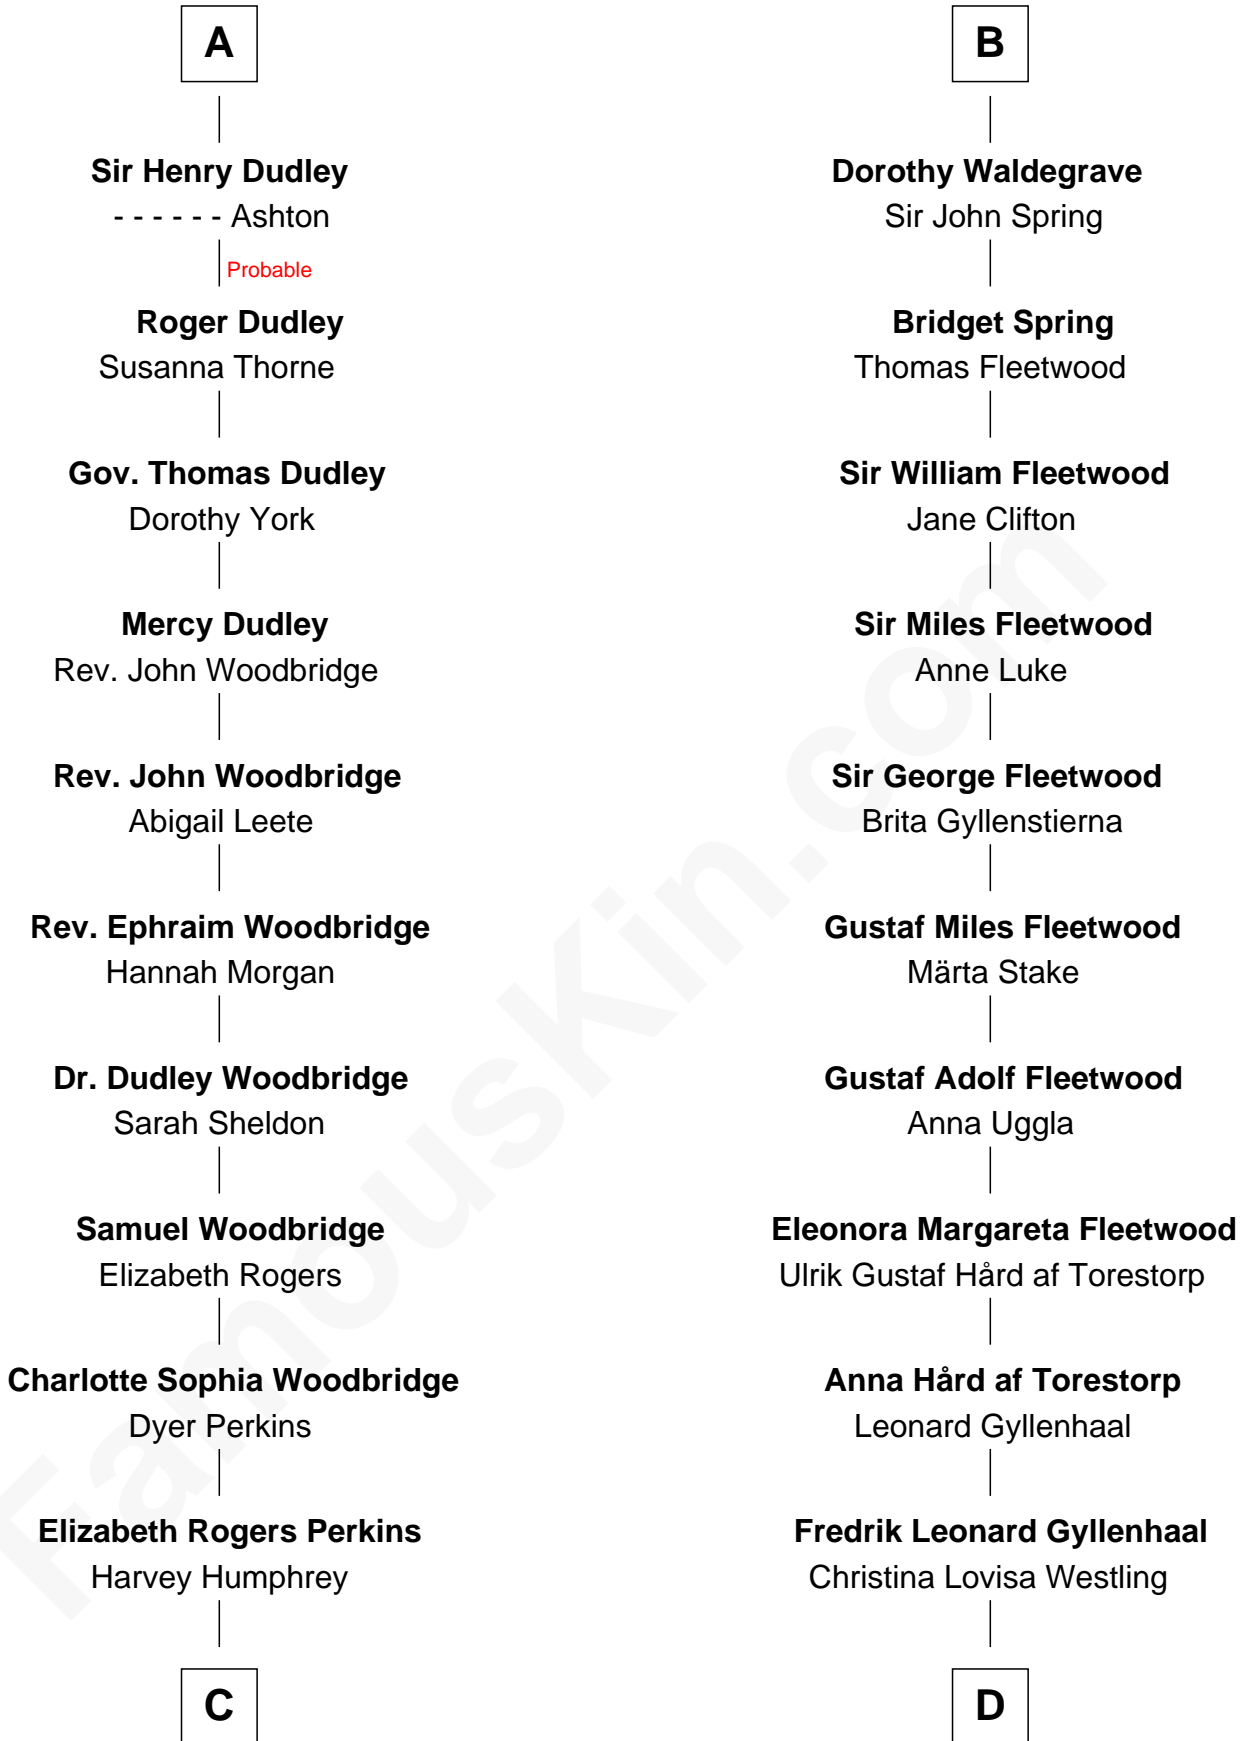 A
Sir Henry Dudley
- - - - - - Ashton
Probable
Roger Dudley
Susanna Thorne
Gov. Thomas Dudley
Dorothy York
Mercy Dudley
Rev. John Woodbridge
Rev. John Woodbridge
Abigail Leete
Rev. Ephraim Woodbridge
Hannah Morgan
Dr. Dudley Woodbridge
Sarah Sheldon
Samuel Woodbridge
Elizabeth Rogers
Charlotte Sophia Woodbridge
Dyer Perkins
Elizabeth Rogers Perkins
Harvey Humphrey
C
B
Dorothy Waldegrave
Sir John Spring
Bridget Spring
Thomas Fleetwood
Sir William Fleetwood
Jane Clifton
Sir Miles Fleetwood
Anne Luke
Sir George Fleetwood
Brita Gyllenstierna
Gustaf Miles Fleetwood
Märta Stake
Gustaf Adolf Fleetwood
Anna Uggla
Eleonora Margareta Fleetwood
Ulrik Gustaf Hård af Torestorp
Anna Hård af Torestorp
Leonard Gyllenhaal
Fredrik Leonard Gyllenhaal
Christina Lovisa Westling
D
FamousKin.com